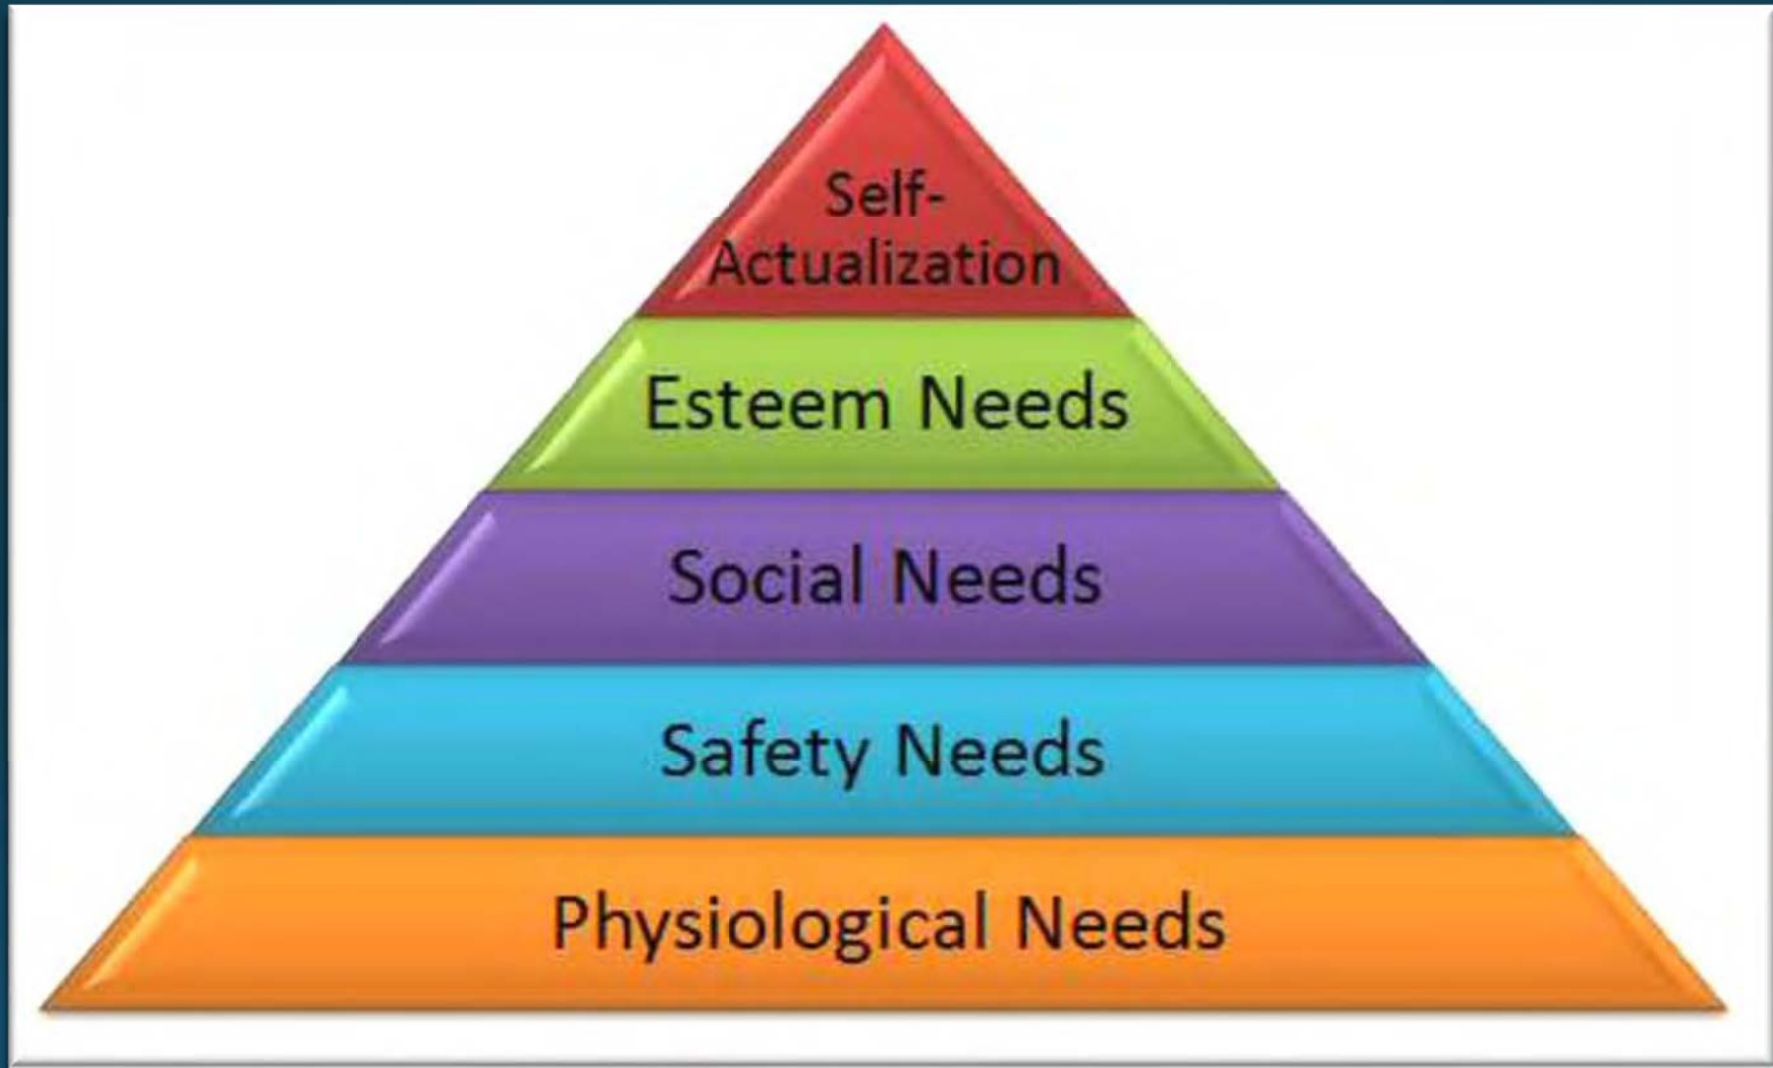 Self-
Actualization
Esteem Needs
Social Needs
Safety Needs
Physiological Needs